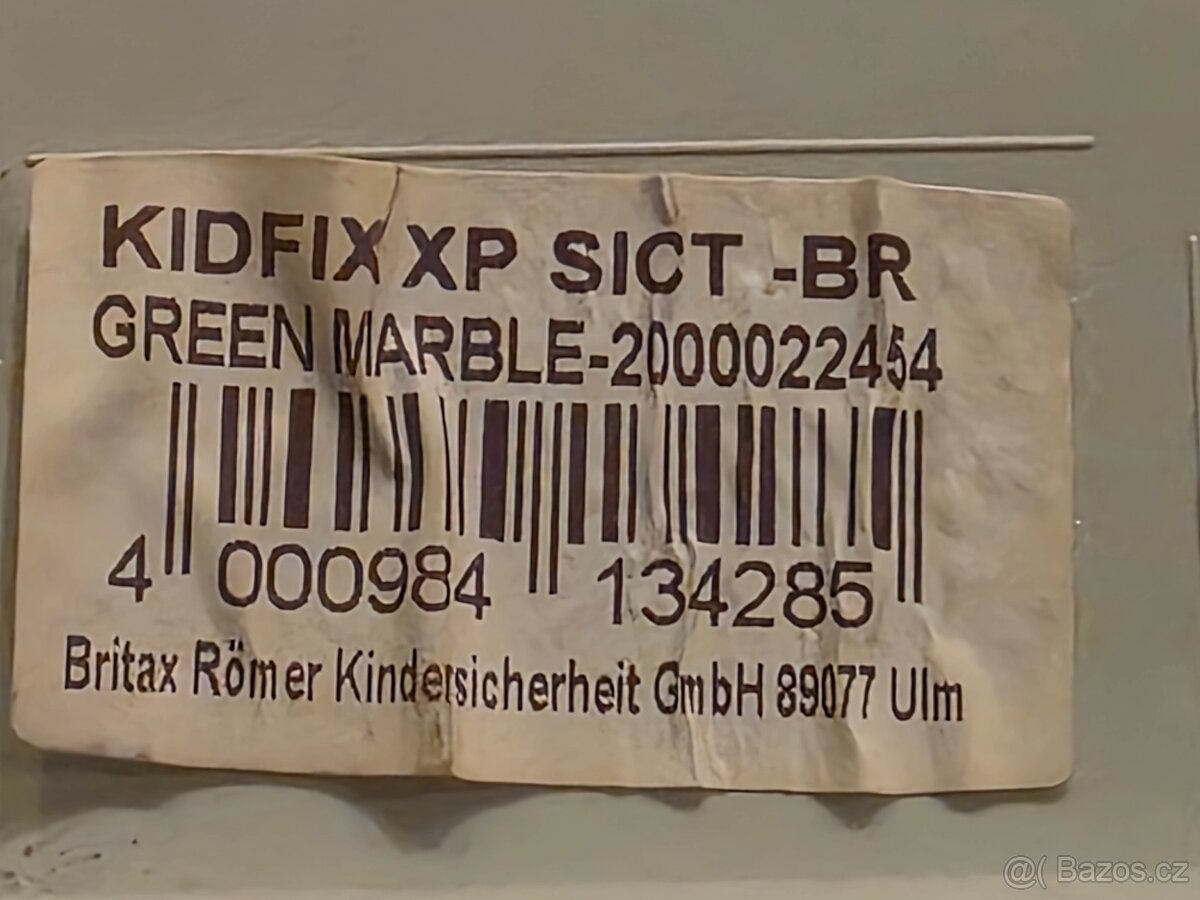 KIDFIX XP SICT -BR
GREEN MARBLE-2000022454
4 000984 134285
Britax Römer Kindersicherheit GmbH 89077 Ulm
@( Bazos.cz